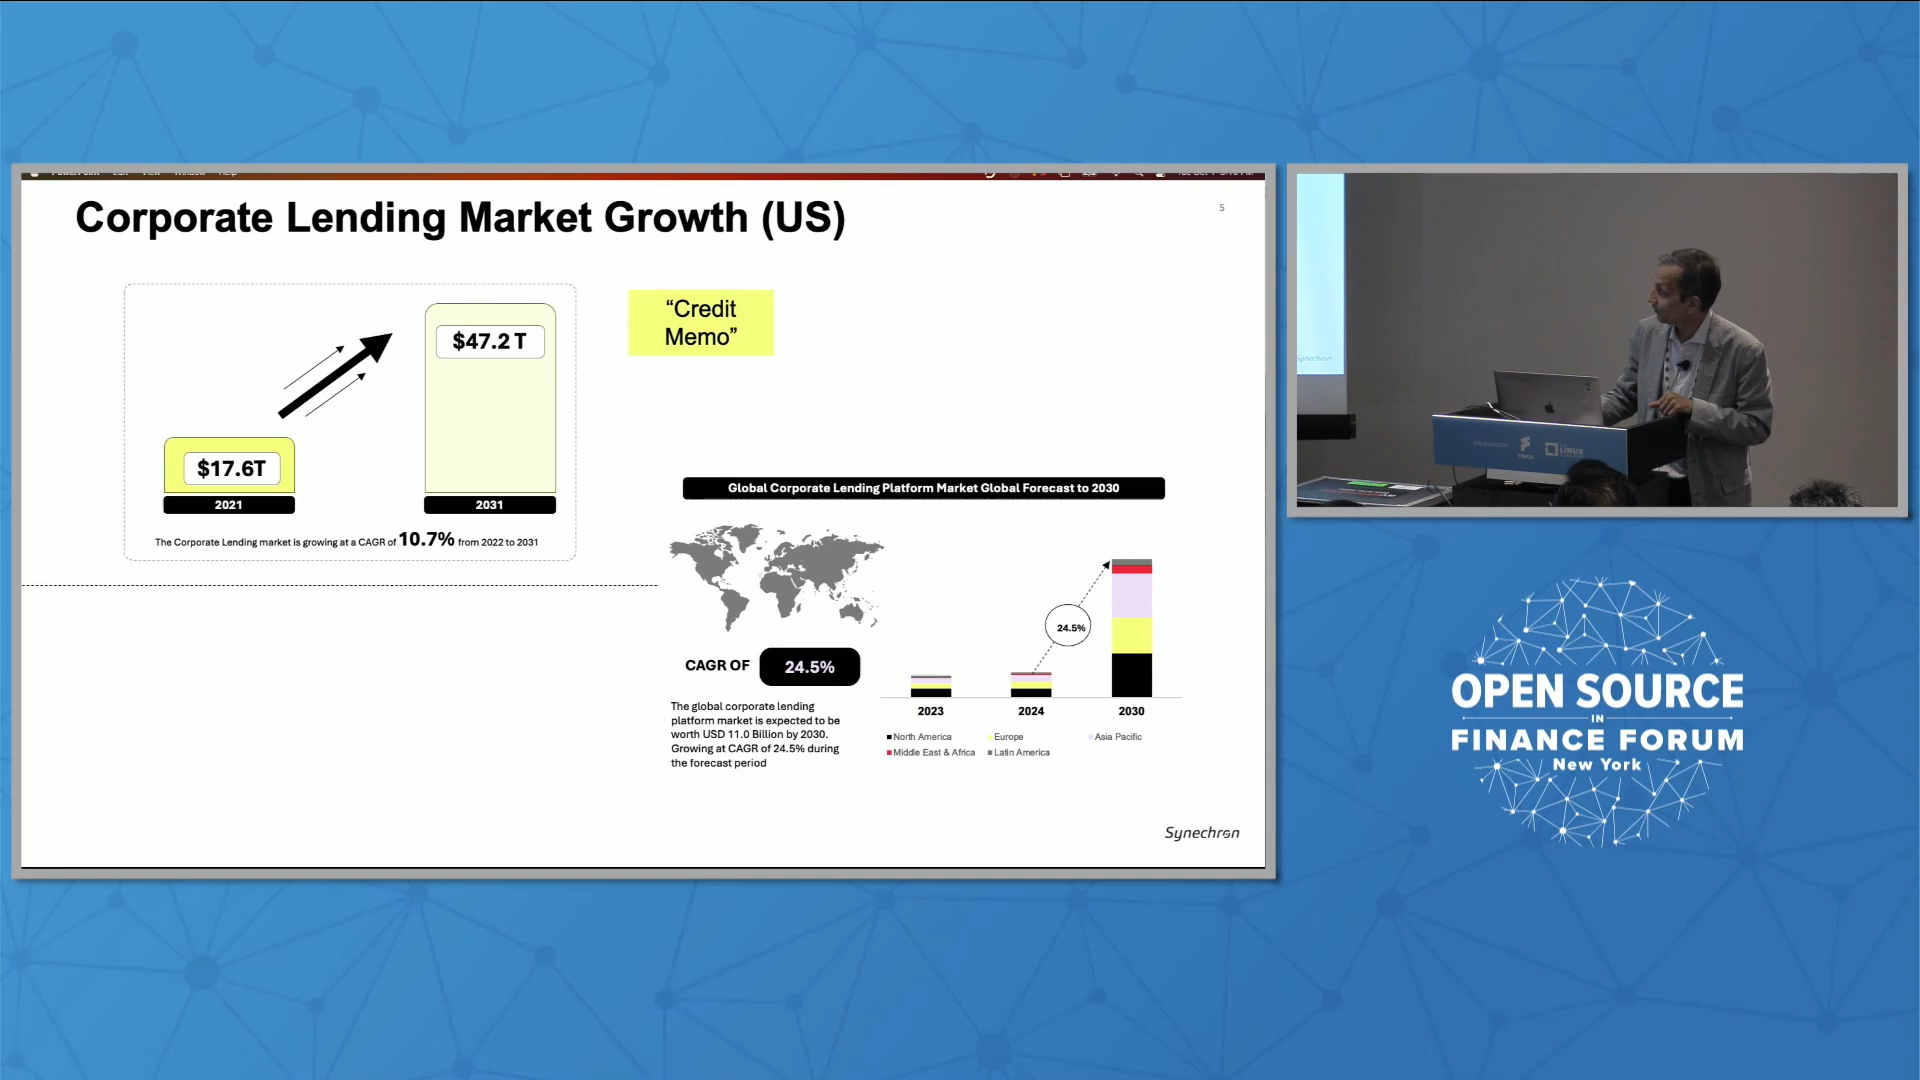 Corporate Lending Market Growth (US)
5
$17.6T
2021
$47.2 T
2031
The Corporate Lending market is growing at a CAGR of 10.7% from 2022 to 2031
“Credit
Memo”
Global Corporate Lending Platform Market Global Forecast to 2030
CAGR OF 24.5%
The global corporate lending
platform market is expected to be
worth USD 11.0 Billion by 2030.
Growing at CAGR of 24.5% during
the forecast period
24.5%
2023 2024 2030
North America Europe Asia Pacific
Middle East & Africa Latin America
Synechron
Synechron
LINUX
OPEN SOURCE
IN
FINANCE FORUM
New York